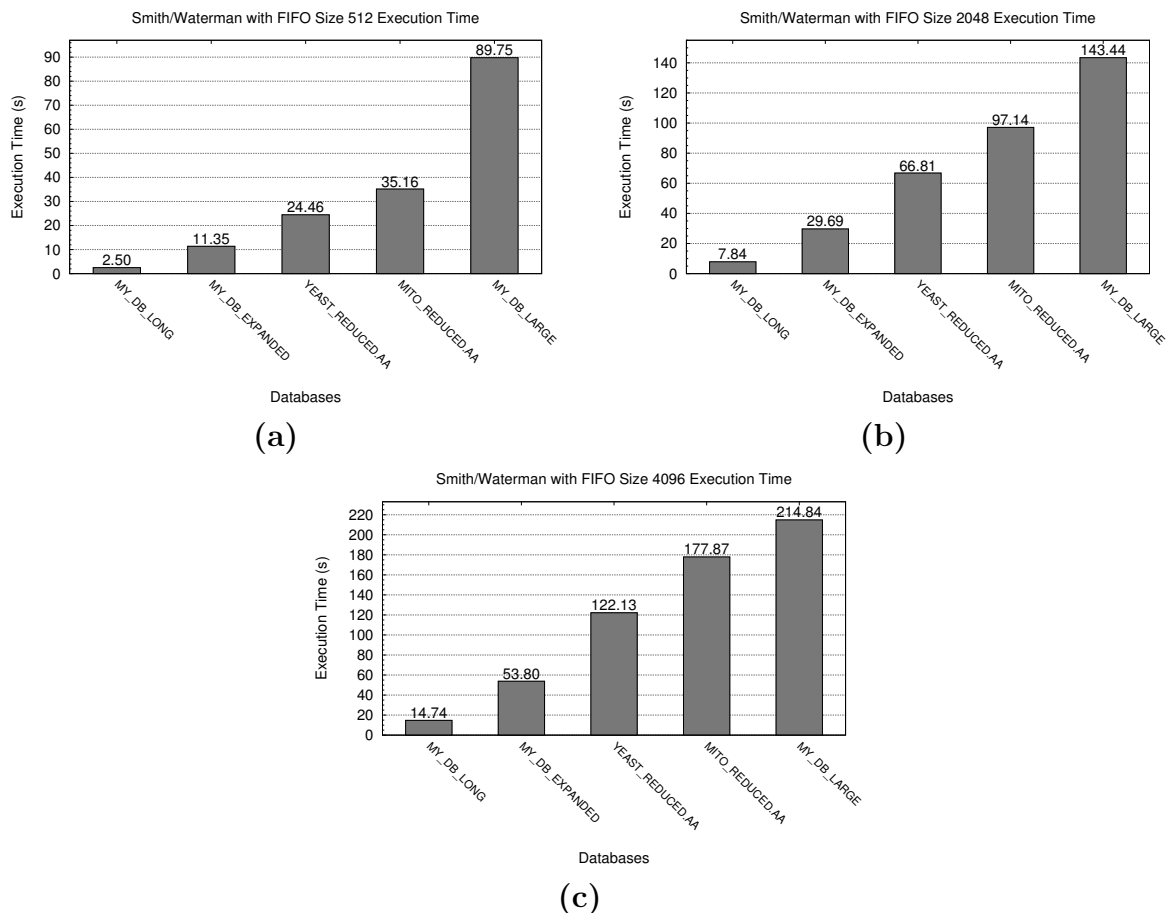 Smith/Waterman with FIFO Size 512 Execution Time
Execution Time (s)
90
80
70
60
50
40
30
20
10
0
2.50
11.35
24.46
35.16
89.75
MY_DB_LONG
MY_DB_EXPANDED
YEAST_REDUCED.AA
MITO_REDUCED.AA
MY_DB_LARGE
Databases
(a)
Smith/Waterman with FIFO Size 2048 Execution Time
Execution Time (s)
140
120
100
80
60
40
20
0
7.84
29.69
66.81
97.14
143.44
MY_DB_LONG
MY_DB_EXPANDED
YEAST_REDUCED.AA
MITO_REDUCED.AA
MY_DB_LARGE
Databases
(b)
Smith/Waterman with FIFO Size 4096 Execution Time
Execution Time (s)
220
200
180
160
140
120
100
80
60
40
20
0
14.74
53.80
122.13
177.87
214.84
MY_DB_LONG
MY_DB_EXPANDED
YEAST_REDUCED.AA
MITO_REDUCED.AA
MY_DB_LARGE
Databases
(c)